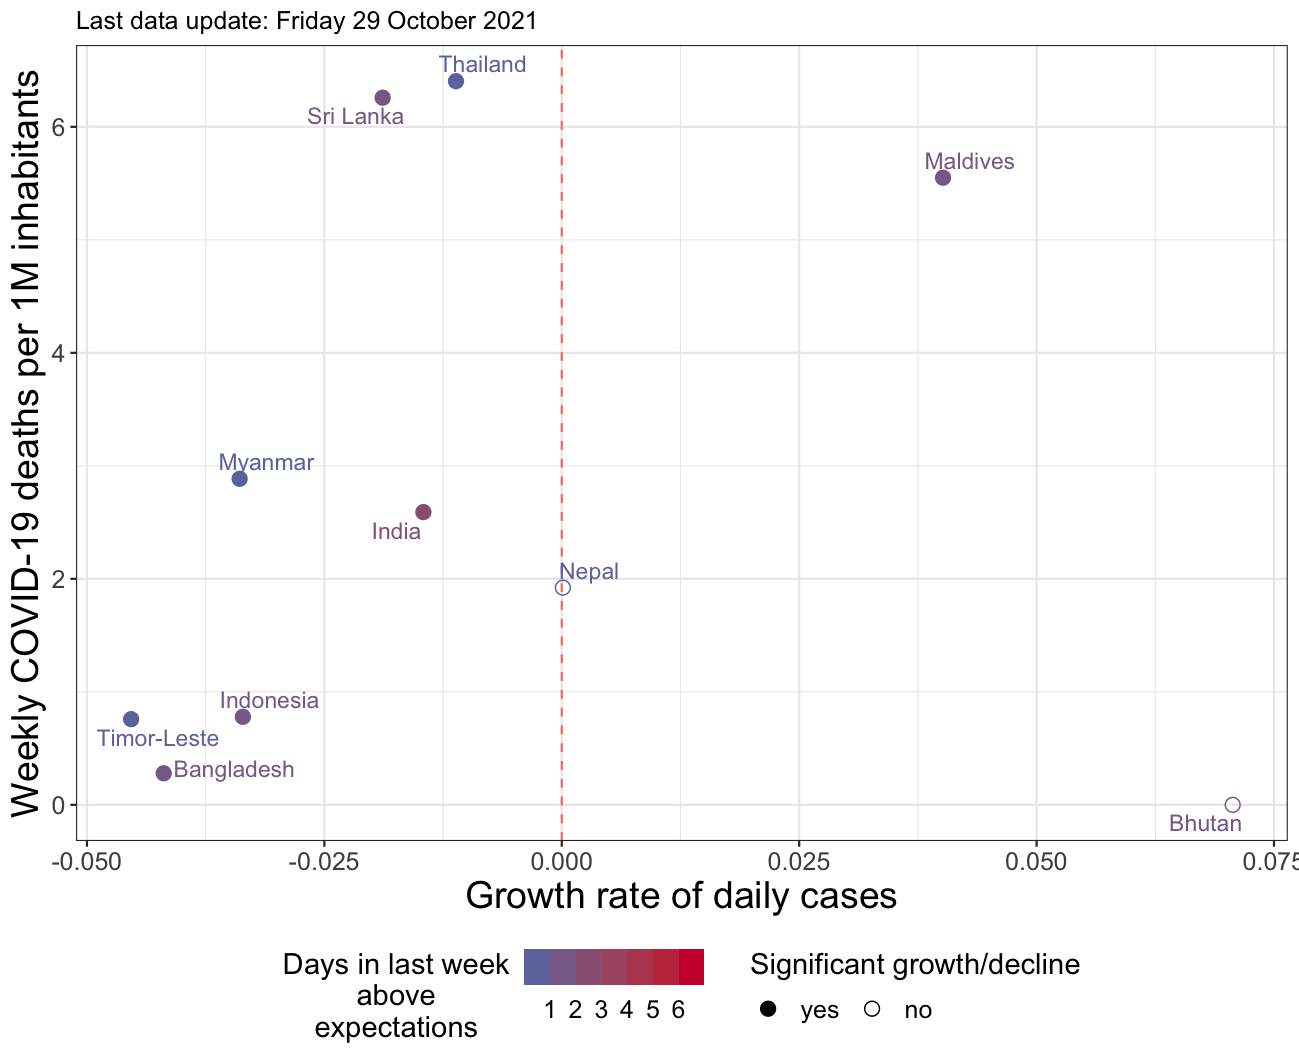 Last data update: Friday 29 October 2021
Weekly COVID-19 deaths per 1M inhabitants
6
4
2
0
Thailand
Sri Lanka
Maldives
Myanmar
India
Nepal
Indonesia
Timor-Leste
Bangladesh
Bhutan
-0.050 -0.025 0.000 0.025 0.050 0.075
Growth rate of daily cases
Days in last week
above
expectations
1 2 3 4 5 6
Significant growth/decline
yes no